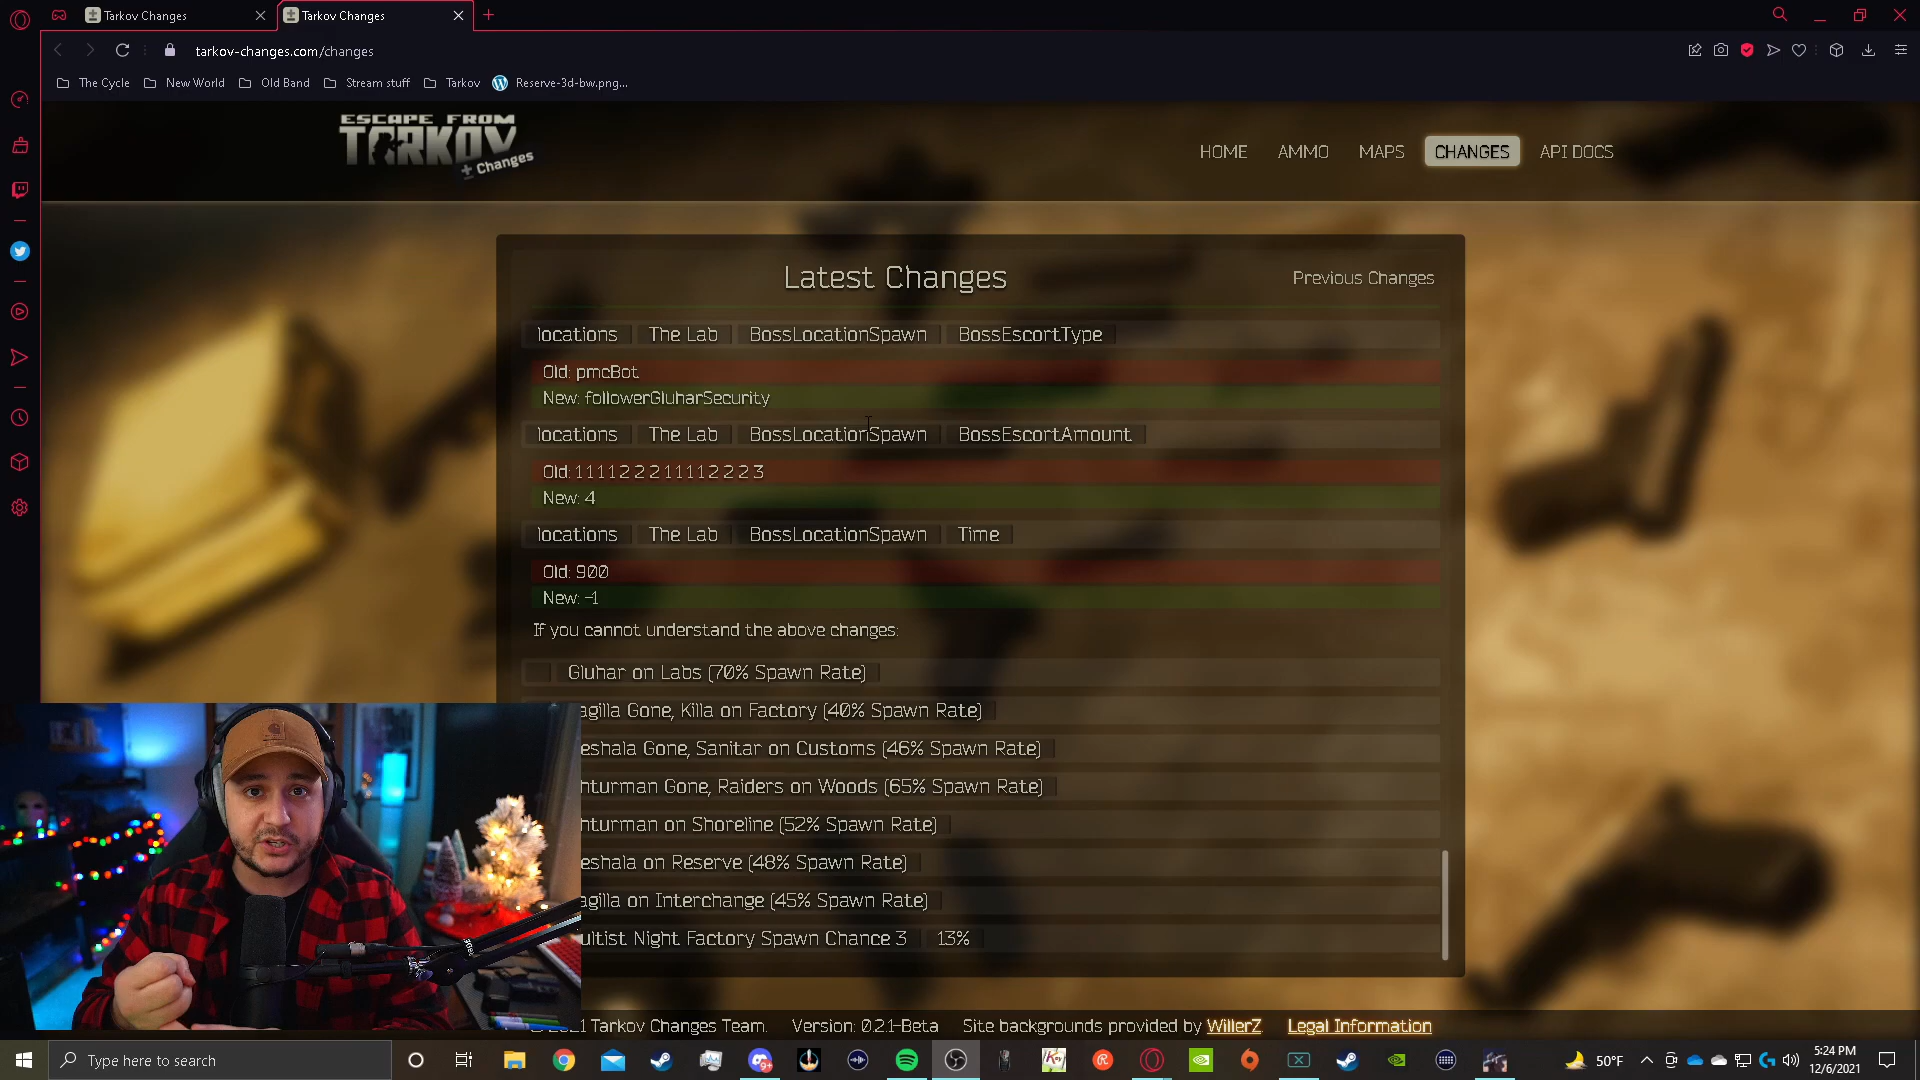 Tarkov Changes
Tarkov Changes
tarkov-changes.com/changes
The Cycle
New World
Old Band
Stream stuff
Tarkov
Reserve-3d-bw.png...
ESCAPE FROM
TARKOV
± Changes
HOME
AMMO
MAPS
CHANGES
API DOCS
Latest Changes
Previous Changes
locations The Lab BossLocationSpawn BossEscortType
Old: pmcBot
New: followerGluharSecurity
locations The Lab BossLocationSpawn BossEscortAmount
Old: 1 1 1 1 2 2 2 1 1 1 1 2 2 2 3
New: 4
locations The Lab BossLocationSpawn Time
Old: 900
New: -1
If you cannot understand the above changes:
Gluhar on Labs (70% Spawn Rate)
agilla Gone, Killa on Factory (40% Spawn Rate)
eshala Gone, Sanitar on Customs (46% Spawn Rate)
hturman Gone, Raiders on Woods (65% Spawn Rate)
hturman on Shoreline (52% Spawn Rate)
eshala on Reserve (48% Spawn Rate)
agilla on Interchange (45% Spawn Rate)
ultist Night Factory Spawn Chance 3 13%
© 2021 Tarkov Changes Team. Version: 0.2.1-Beta Site backgrounds provided by WillerZ Legal Information
Type here to search
9+
50°F
5:24 PM
12/6/2021